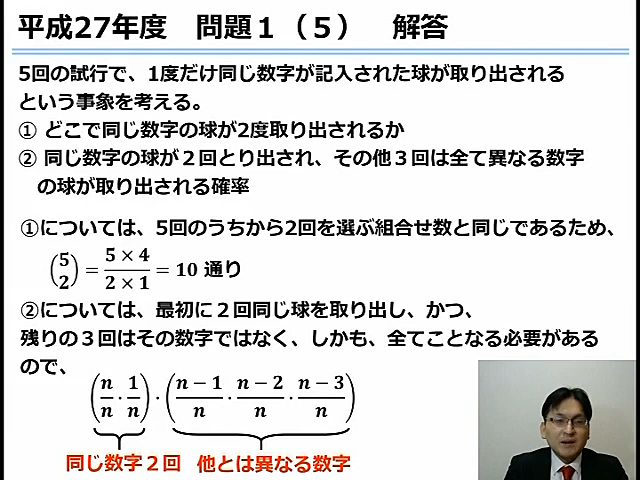 平成27年度 問題１（５） 解答
5回の試行で、1度だけ同じ数字が記入された球が取り出される
という事象を考える。
① どこで同じ数字の球が2度取り出されるか
② 同じ数字の球が２回とり出され、その他３回は全て異なる数字
の球が取り出される確率
①については、5回のうちから2回を選ぶ組合せ数と同じであるため、
(5 2) = 5 × 4 / 2 × 1 = 10 通り
②については、最初に２回同じ球を取り出し、かつ、
残りの３回はその数字ではなく、しかも、全てことなる必要がある
ので、
(n/n · 1/n) · (n − 1/n · n − 2/n · n − 3/n)
同じ数字２回 他とは異なる数字